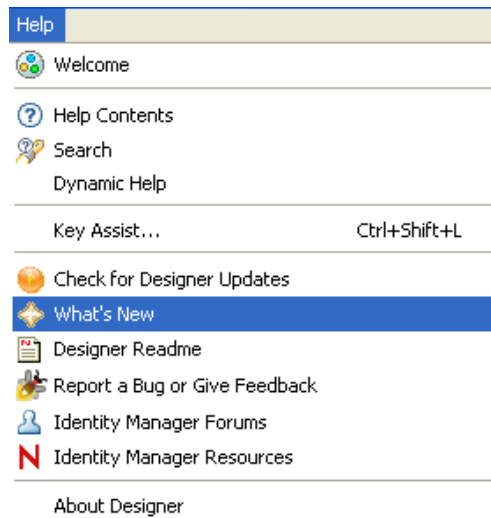 Help
Welcome
Help Contents
Search
Dynamic Help
Key Assist... Ctrl+Shift+L
Check for Designer Updates
What's New
Designer Readme
Report a Bug or Give Feedback
Identity Manager Forums
N Identity Manager Resources
About Designer